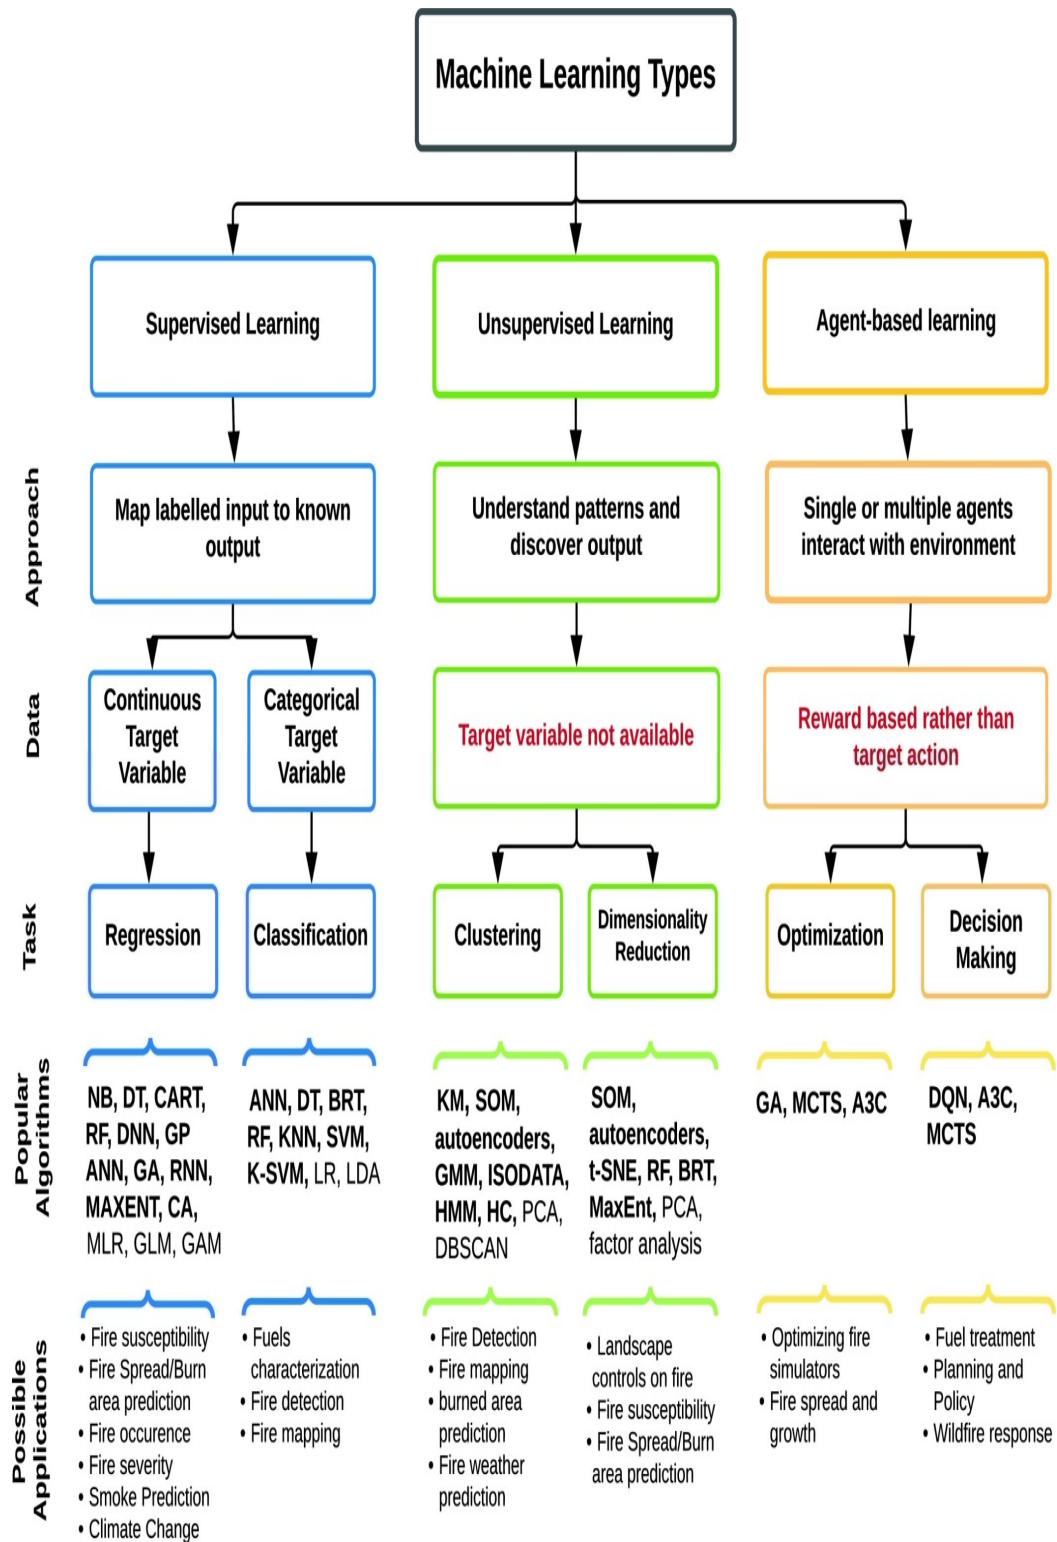 Machine Learning Types
Supervised Learning
Unsupervised Learning
Agent-based learning
Approach
Map labelled input to known
output
Understand patterns and
discover output
Single or multiple agents
interact with environment
Data
Continuous
Target
Variable
Categorical
Target
Variable
Target variable not available
Reward based rather than
target action
Task
Regression
Classification
Clustering
Dimensionality
Reduction
Optimization
Decision
Making
Popular
Algorithms
NB, DT, CART,
RF, DNN, GP
ANN, GA, RNN,
MAXENT, CA,
MLR, GLM, GAM
ANN, DT, BRT,
RF, KNN, SVM,
K-SVM, LR, LDA
KM, SOM,
autoencoders,
GMM, ISODATA,
HMM, HC, PCA,
DBSCAN
SOM,
autoencoders,
t-SNE, RF, BRT,
MaxEnt, PCA,
factor analysis
GA, MCTS, A3C
DQN, A3C,
MCTS
Possible
Applications
• Fire susceptibility
• Fire Spread/Burn
area prediction
• Fire occurence
• Fire severity
• Smoke Prediction
• Climate Change
• Fuels
characterization
• Fire detection
• Fire mapping
• Fire Detection
• Fire mapping
• burned area
prediction
• Fire weather
prediction
• Landscape
controls on fire
• Fire susceptibility
• Fire Spread/Burn
area prediction
• Optimizing fire
simulators
• Fire spread and
growth
• Fuel treatment
• Planning and
Policy
• Wildfire response